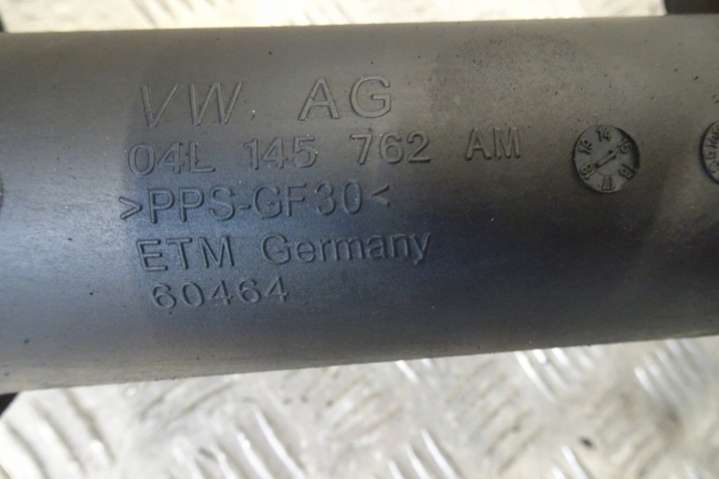 VW. AG
04L 145 762 AM
>PPS-GF30<
ETM Germany
60464